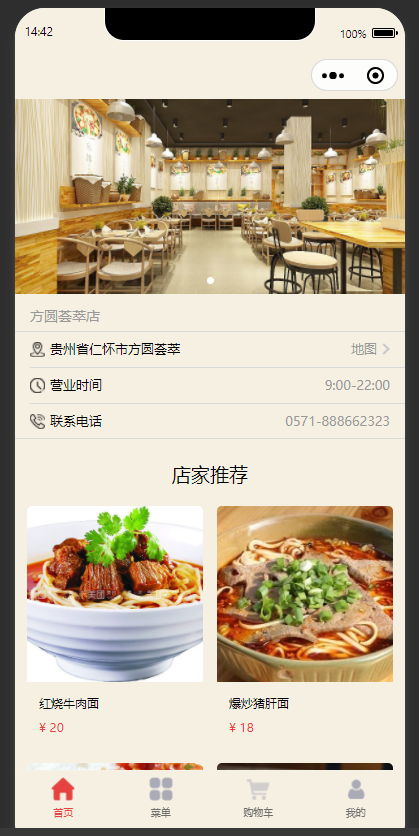 14:42
100%
方圆荟萃店
贵州省仁怀市方圆荟萃 地图
营业时间 9:00-22:00
联系电话 0571-888662323
店家推荐
红烧牛肉面
¥ 20
爆炒猪肝面
¥ 18
首页 菜单 购物车 我的